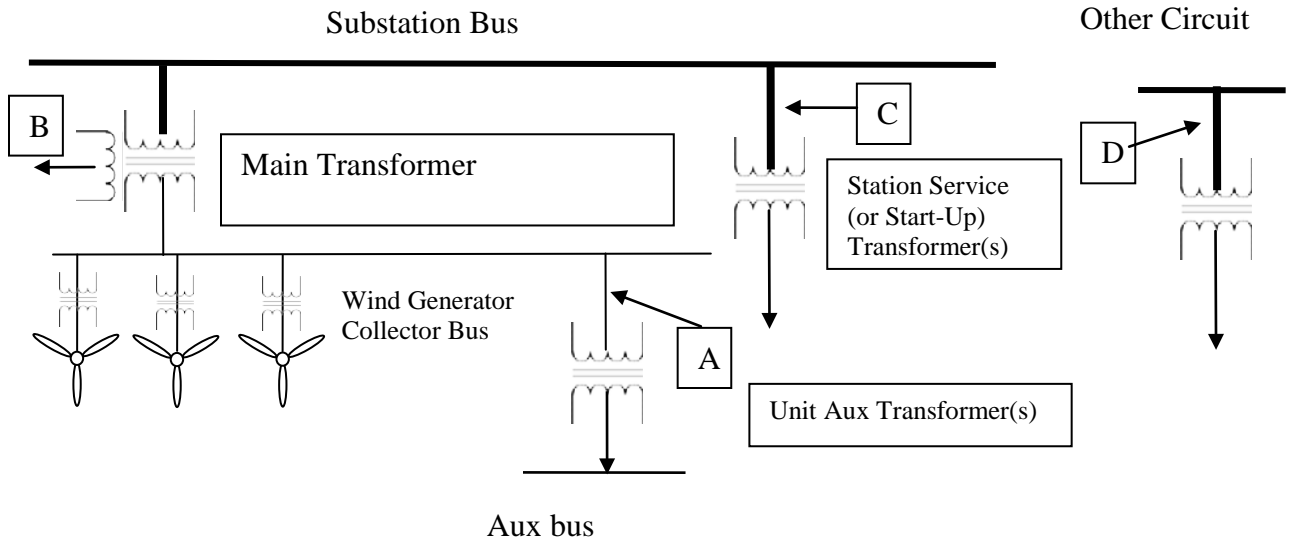 Substation Bus
Other Circuit
B
C
D
Main Transformer
Station Service
(or Start-Up)
Transformer(s)
Wind Generator
Collector Bus
A
Unit Aux Transformer(s)
Aux bus